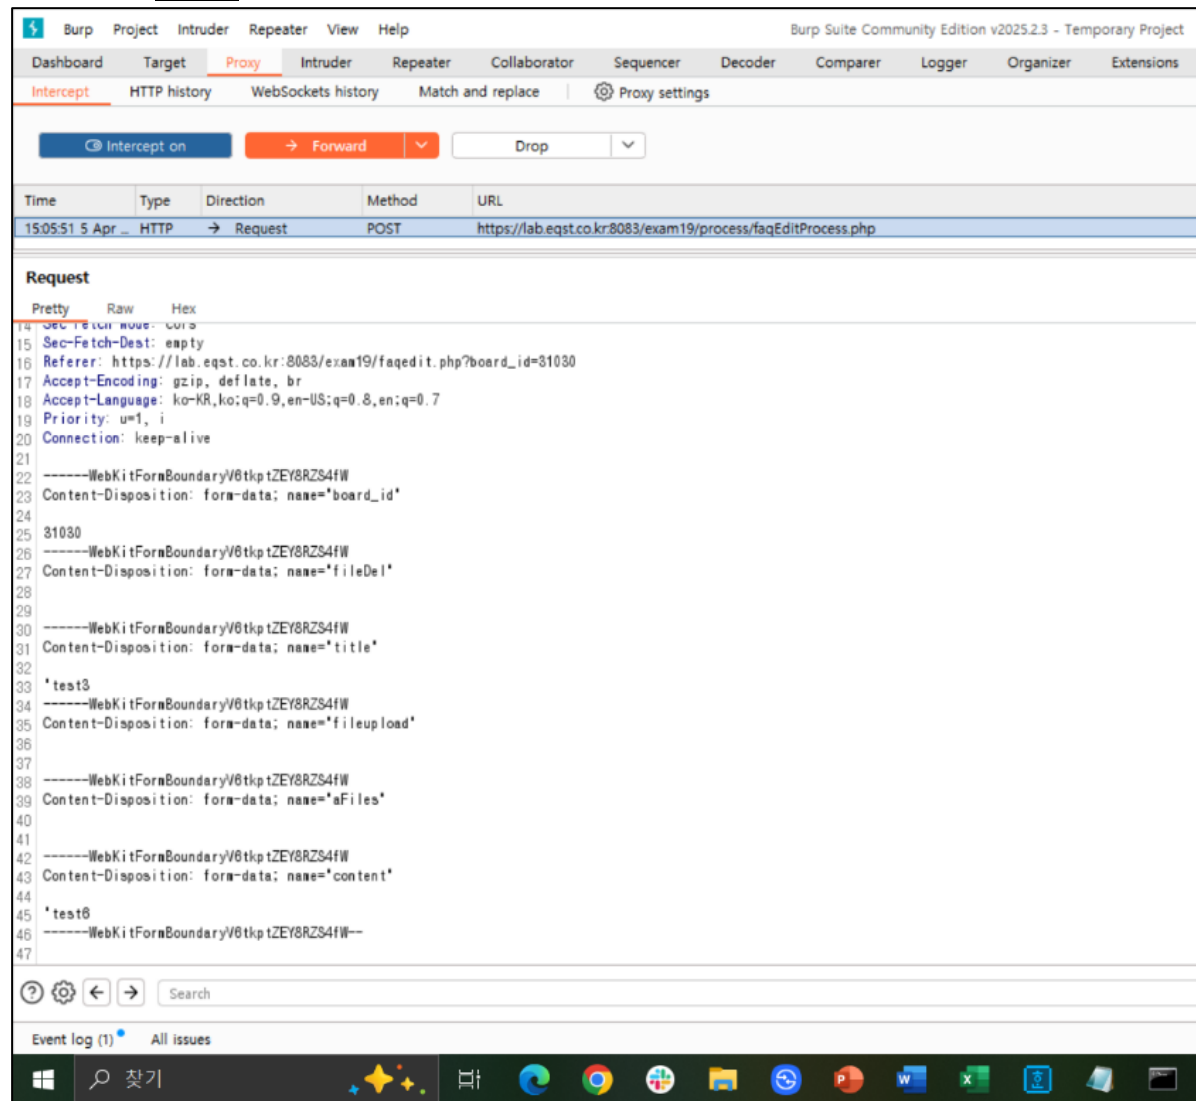 Burp Project Intruder Repeater View Help Burp Suite Community Edition v2025.2.3 - Temporary Project
Dashboard Target Proxy Intruder Repeater Collaborator Sequencer Decoder Comparer Logger Organizer Extensions
Intercept HTTP history WebSockets history Match and replace Proxy settings
Intercept on → Forward Drop
Time Type Direction Method URL
15:05:51 5 Apr ... HTTP → Request POST https://lab.eqst.co.kr:8083/exam19/process/faqEditProcess.php
Request
Pretty Raw Hex
14 Sec-Fetch-Mode: cors
15 Sec-Fetch-Dest: empty
16 Referer: https://lab.eqst.co.kr:8083/exam19/faqedit.php?board_id=31030
17 Accept-Encoding: gzip, deflate, br
18 Accept-Language: ko-KR,ko;q=0.9,en-US;q=0.8,en;q=0.7
19 Priority: u=1, i
20 Connection: keep-alive
21
22 ------WebKitFormBoundaryV6tkptZEY8RZS4fW
23 Content-Disposition: form-data; name="board_id"
24
25 31030
26 ------WebKitFormBoundaryV6tkptZEY8RZS4fW
27 Content-Disposition: form-data; name="fileDel"
28
29
30 ------WebKitFormBoundaryV6tkptZEY8RZS4fW
31 Content-Disposition: form-data; name="title"
32
33 'test3
34 ------WebKitFormBoundaryV6tkptZEY8RZS4fW
35 Content-Disposition: form-data; name="fileupload"
36
37
38 ------WebKitFormBoundaryV6tkptZEY8RZS4fW
39 Content-Disposition: form-data; name="aFiles"
40
41
42 ------WebKitFormBoundaryV6tkptZEY8RZS4fW
43 Content-Disposition: form-data; name="content"
44
45 'test6
46 ------WebKitFormBoundaryV6tkptZEY8RZS4fW--
47
Search
Event log (1) All issues
찾기